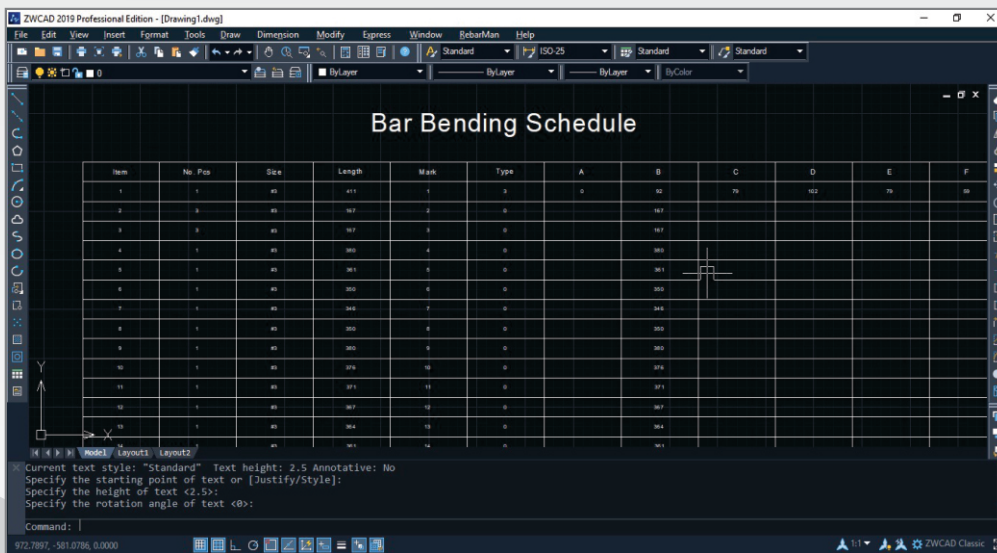 ZWCAD 2019 Professional Edition - [Drawing1.dwg]
File Edit View Insert Format Tools Draw Dimension Modify Express Window RebarMan Help
Standard ISO-25 Standard Standard
0 ByLayer ByLayer ByLayer ByColor
Bar Bending Schedule
Item No. Pcs Size Length Mark Type A B C D E F
1 1 #3 411 1 3 0 92 79 102 79 59
2 3 #3 167 2 0 167
3 3 #3 167 3 0 167
4 1 #3 380 4 0 380
5 1 #3 361 5 0 361
6 1 #3 350 6 0 350
7 1 #3 345 7 0 345
8 1 #3 350 8 0 350
9 1 #3 360 9 0 360
10 1 #3 376 10 0 376
11 1 #3 371 11 0 371
12 1 #3 367 12 0 367
13 1 #3 364 13 0 364
Y
X
Model Layout1 Layout2
Current text style: "Standard" Text height: 2.5 Annotative: No
Specify the starting point of text or [Justify/Style]:
Specify the height of text <2.5>:
Specify the rotation angle of text <0>:
Command:
972.7897, -581.0786, 0.0000 1:1 ZWCAD Classic